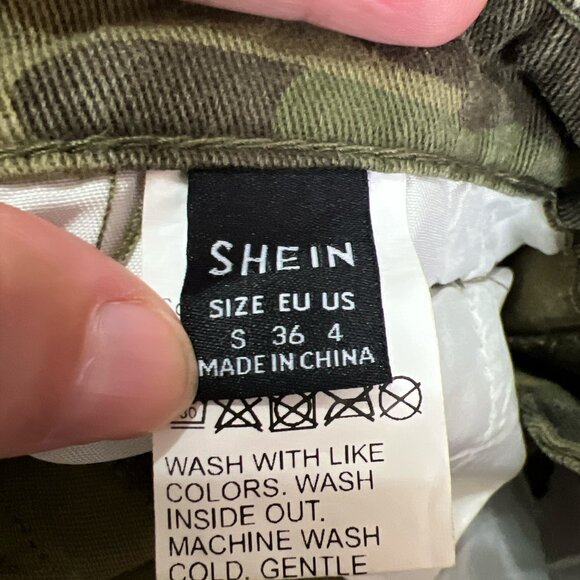 SHEIN
SIZE EU US
S 36 4
MADE IN CHINA
30
WASH WITH LIKE
COLORS. WASH
INSIDE OUT.
MACHINE WASH
COLD. GENTLE